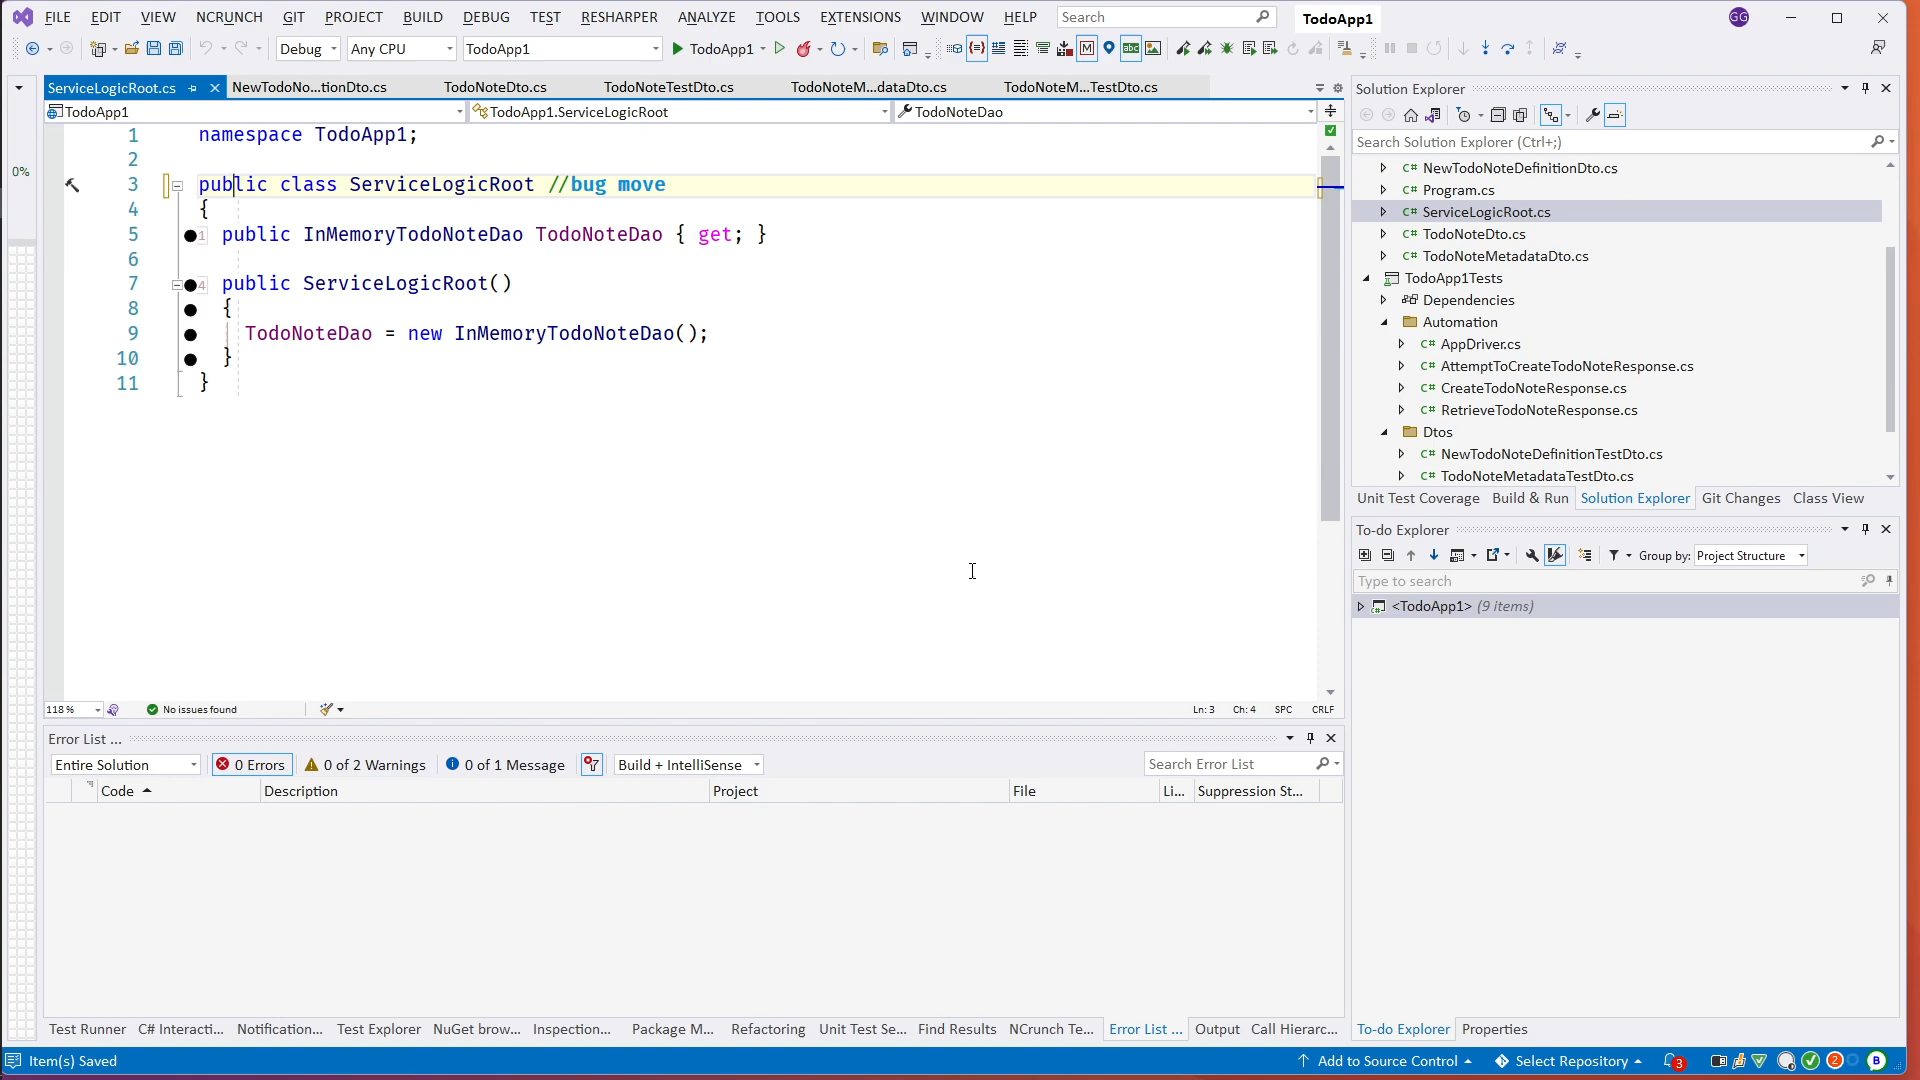 FILE EDIT VIEW NCRUNCH GIT PROJECT BUILD DEBUG TEST RESHARPER ANALYZE TOOLS EXTENSIONS WINDOW HELP Search TodoApp1 GG
Debug Any CPU TodoApp1 TodoApp1
ServiceLogicRoot.cs NewTodoNo...tionDto.cs TodoNoteDto.cs TodoNoteTestDto.cs TodoNoteM...dataDto.cs TodoNoteM...TestDto.cs
TodoApp1 TodoApp1.ServiceLogicRoot TodoNoteDao
0%
1 namespace TodoApp1;
2
3 public class ServiceLogicRoot //bug move
4 {
5 1 public InMemoryTodoNoteDao TodoNoteDao { get; }
6
7 4 public ServiceLogicRoot()
8 {
9 TodoNoteDao = new InMemoryTodoNoteDao();
10 }
11 }
118 % No issues found Ln: 3 Ch: 4 SPC CRLF
Error List ...
Entire Solution 0 Errors 0 of 2 Warnings 0 of 1 Message Build + IntelliSense Search Error List
Code Description Project File Li... Suppression St...
Test Runner C# Interacti... Notification... Test Explorer NuGet brow... Inspection... Package M... Refactoring Unit Test Se... Find Results NCrunch Te... Error List ... Output Call Hierarc...
Solution Explorer
Search Solution Explorer (Ctrl+;)
C# NewTodoNoteDefinitionDto.cs
C# Program.cs
C# ServiceLogicRoot.cs
C# TodoNoteDto.cs
C# TodoNoteMetadataDto.cs
TodoApp1Tests
Dependencies
Automation
C# AppDriver.cs
C# AttemptToCreateTodoNoteResponse.cs
C# CreateTodoNoteResponse.cs
C# RetrieveTodoNoteResponse.cs
Dtos
C# NewTodoNoteDefinitionTestDto.cs
C# TodoNoteMetadataTestDto.cs
Unit Test Coverage Build & Run Solution Explorer Git Changes Class View
To-do Explorer
Group by: Project Structure
Type to search
<TodoApp1> (9 items)
To-do Explorer Properties
Item(s) Saved Add to Source Control Select Repository 3 2 B